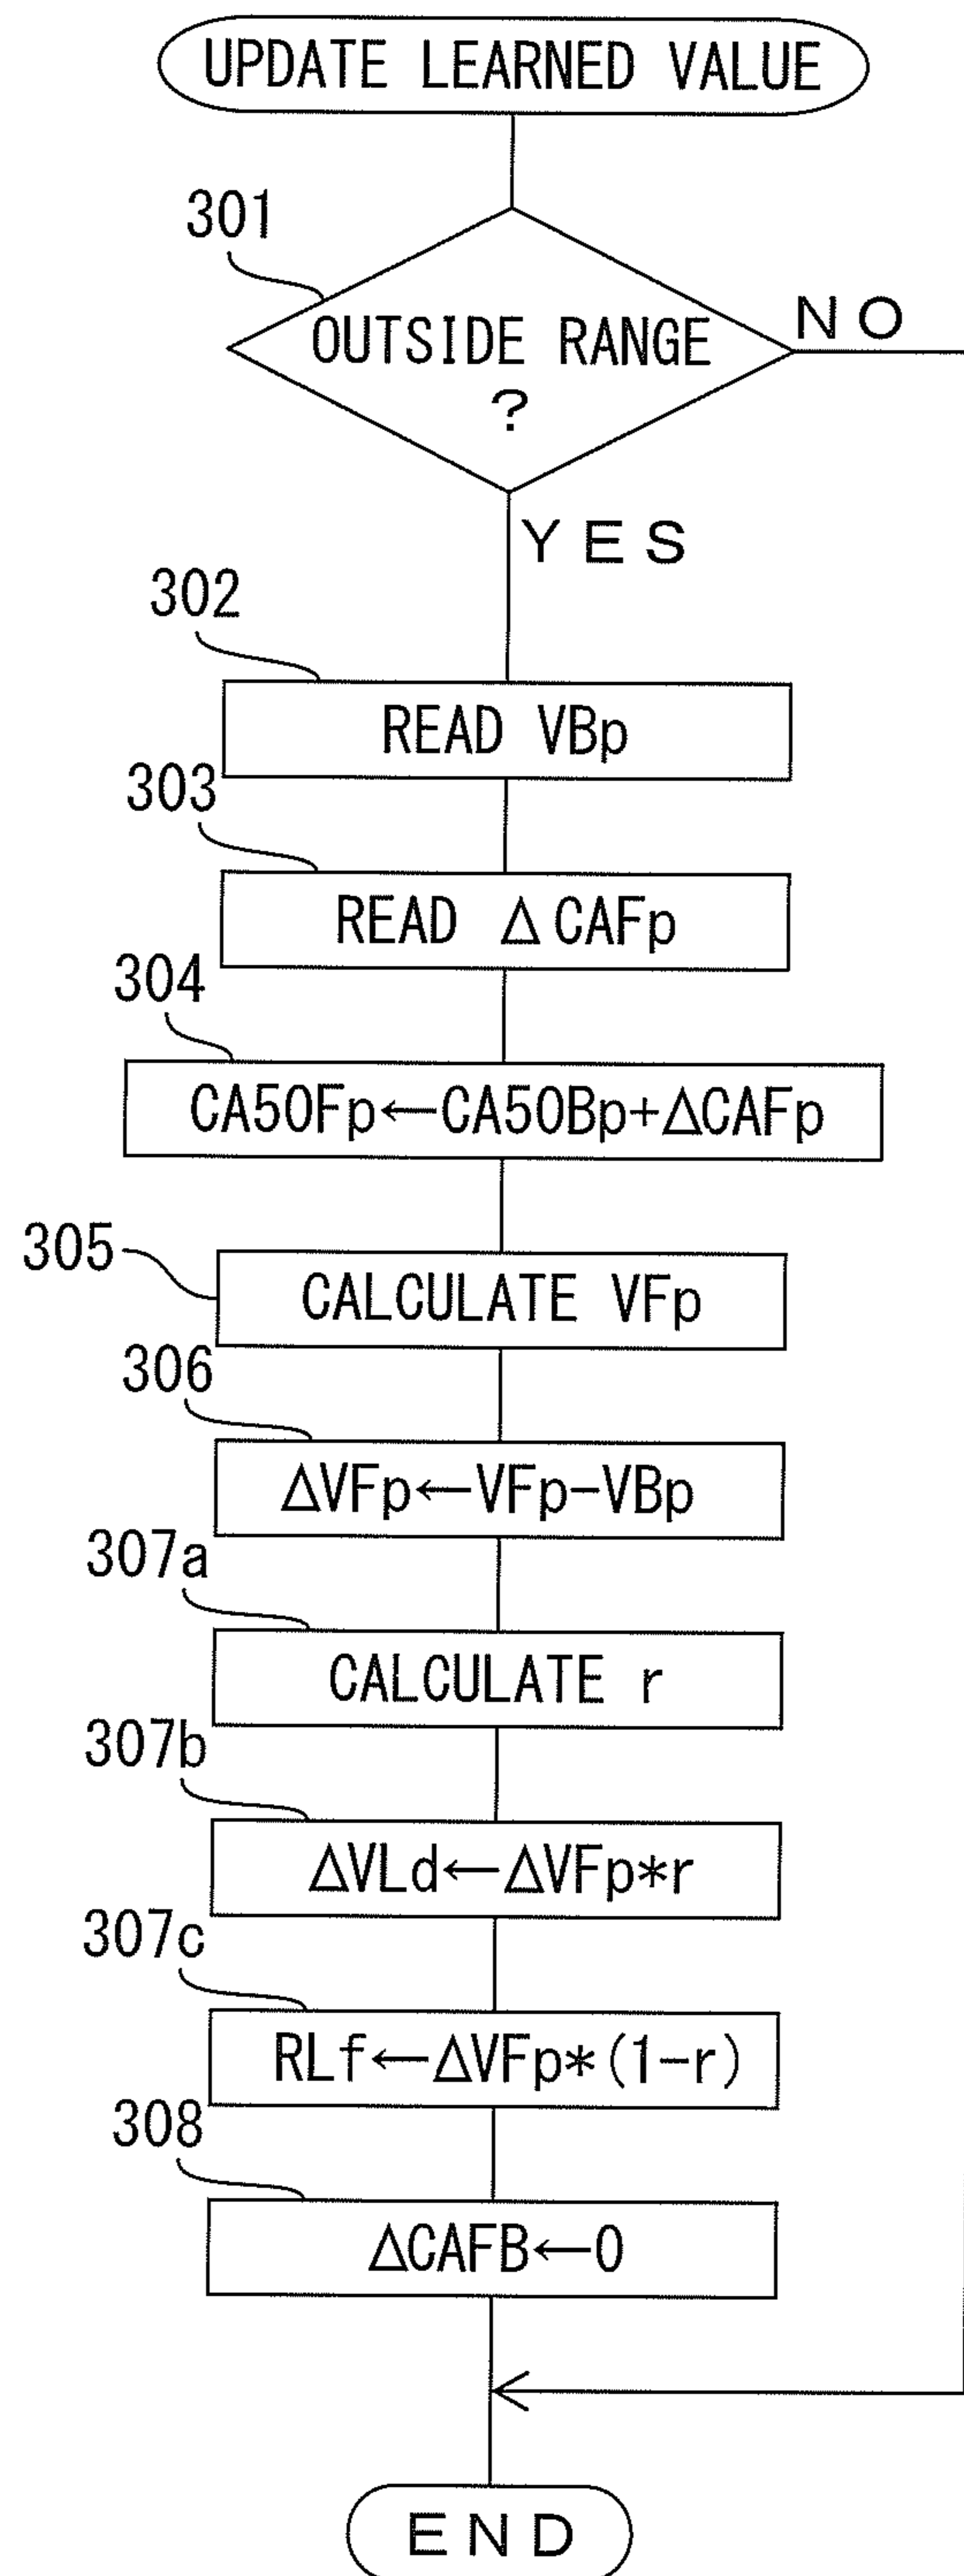 UPDATE LEARNED VALUE
301
OUTSIDE RANGE
?
NO
YES
302
READ VBp
303
READ ΔCAFp
304
CA50Fp←CA50Bp+ΔCAFp
305
CALCULATE VFp
306
ΔVFp←VFp-VBp
307a
CALCULATE r
307b
ΔVLd←ΔVFp*r
307c
RLf←ΔVFp*(1-r)
308
ΔCAFB←0
END